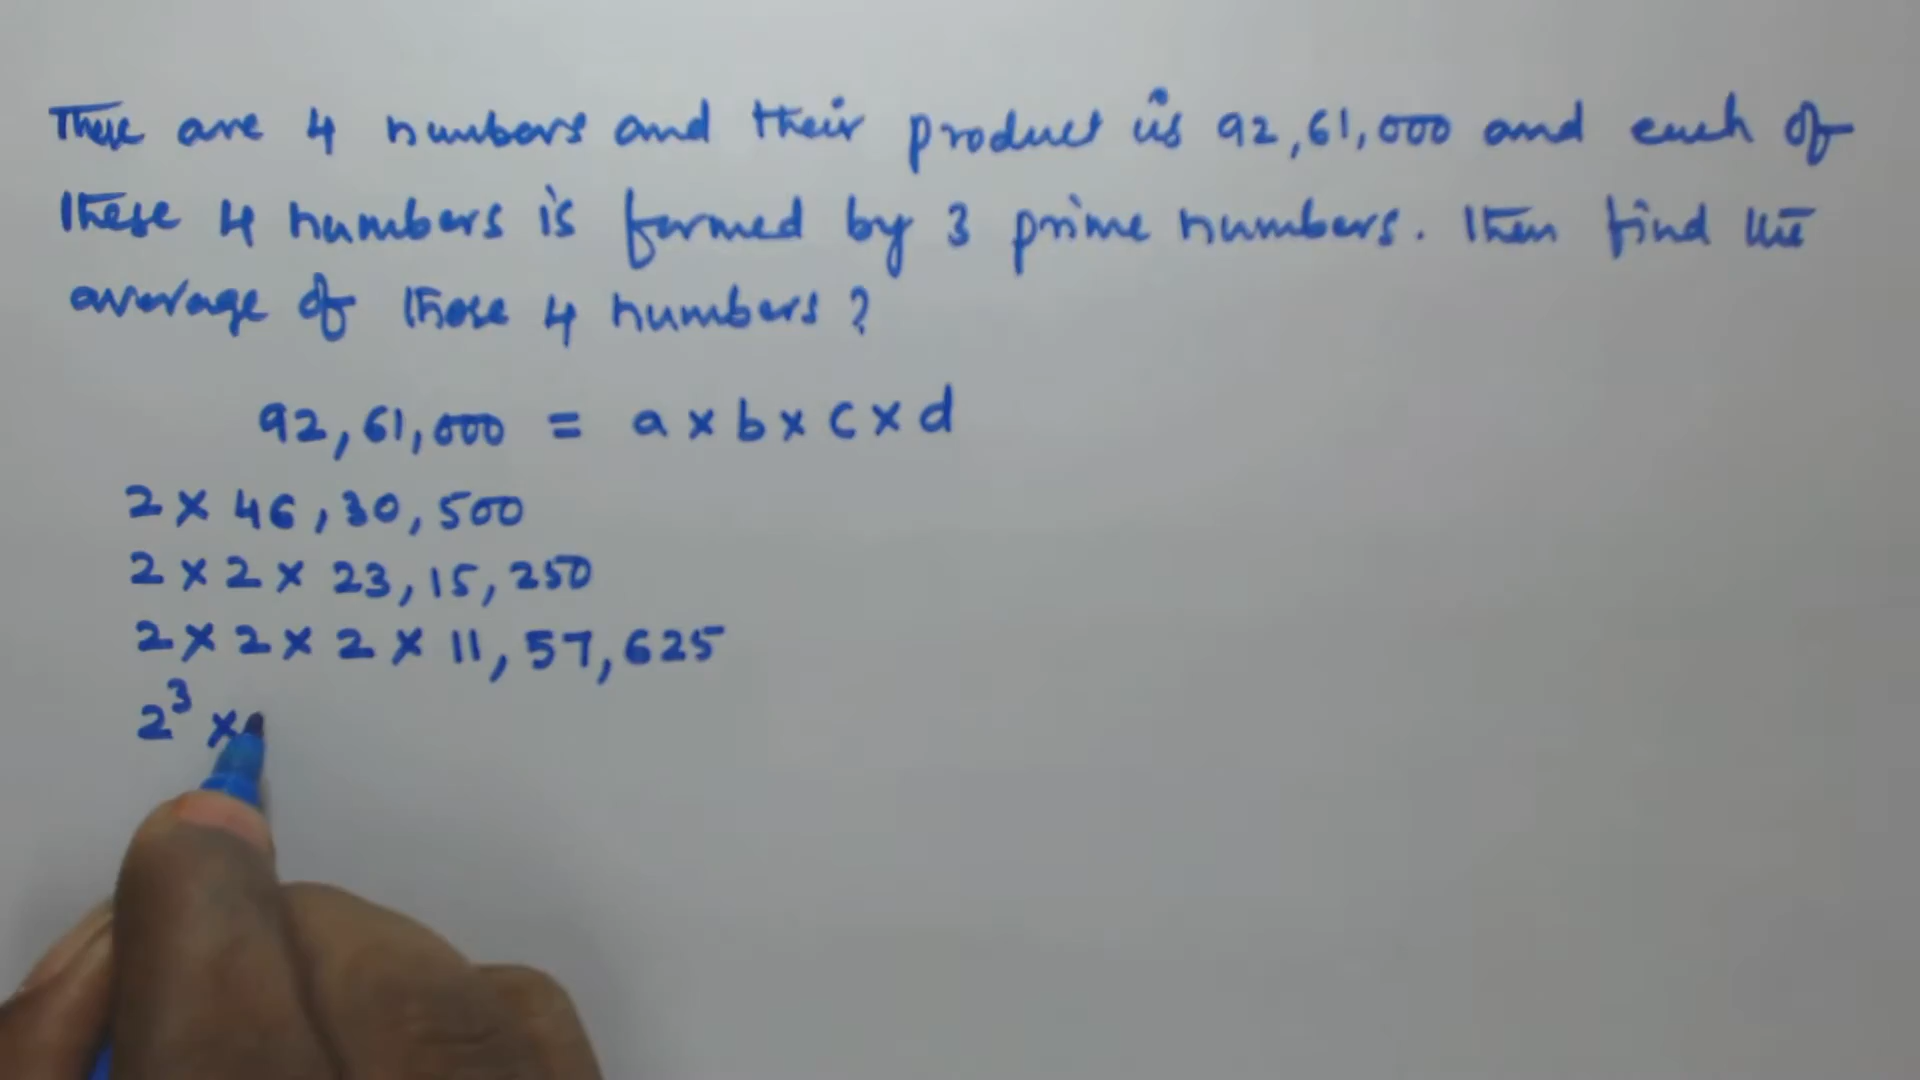 There are 4 numbers and their product is 92,61,000 and each of
these 4 numbers is formed by 3 prime numbers. Then find the
average of those 4 numbers?
92,61,000 = a × b × c × d
2 × 46,30,500
2 × 2 × 23,15,250
2 × 2 × 2 × 11,57,625
2³ ×